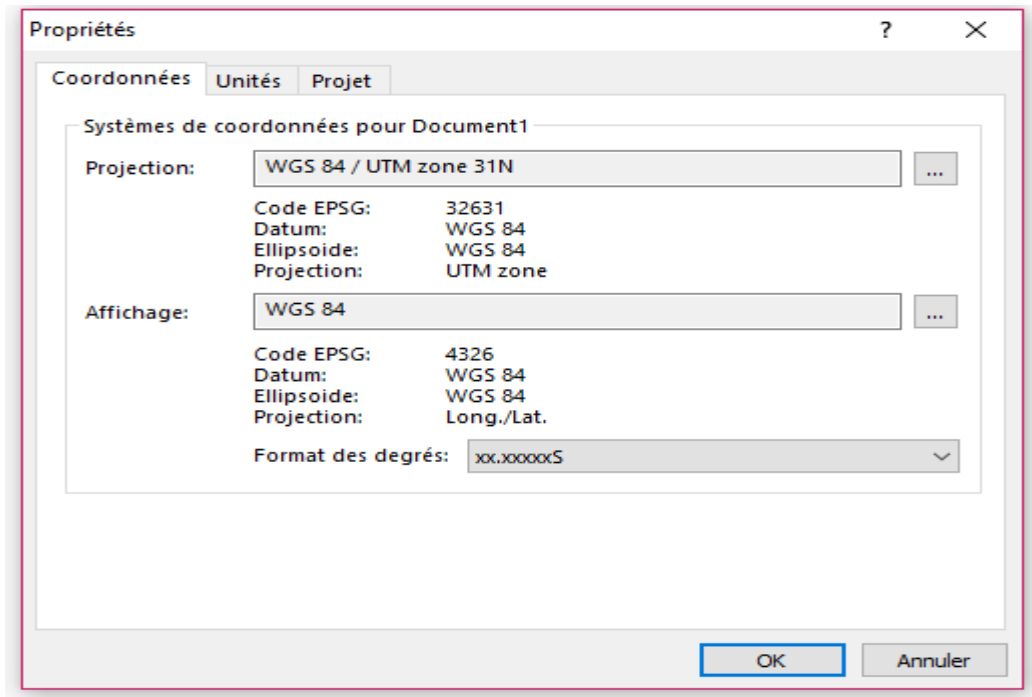 Propriétés ? ×
Coordonnées Unités Projet
Systèmes de coordonnées pour Document1
Projection: WGS 84 / UTM zone 31N ...
Code EPSG: 32631
Datum: WGS 84
Ellipsoide: WGS 84
Projection: UTM zone
Affichage: WGS 84 ...
Code EPSG: 4326
Datum: WGS 84
Ellipsoide: WGS 84
Projection: Long./Lat.
Format des degrés: xx.xxxxxS
OK Annuler